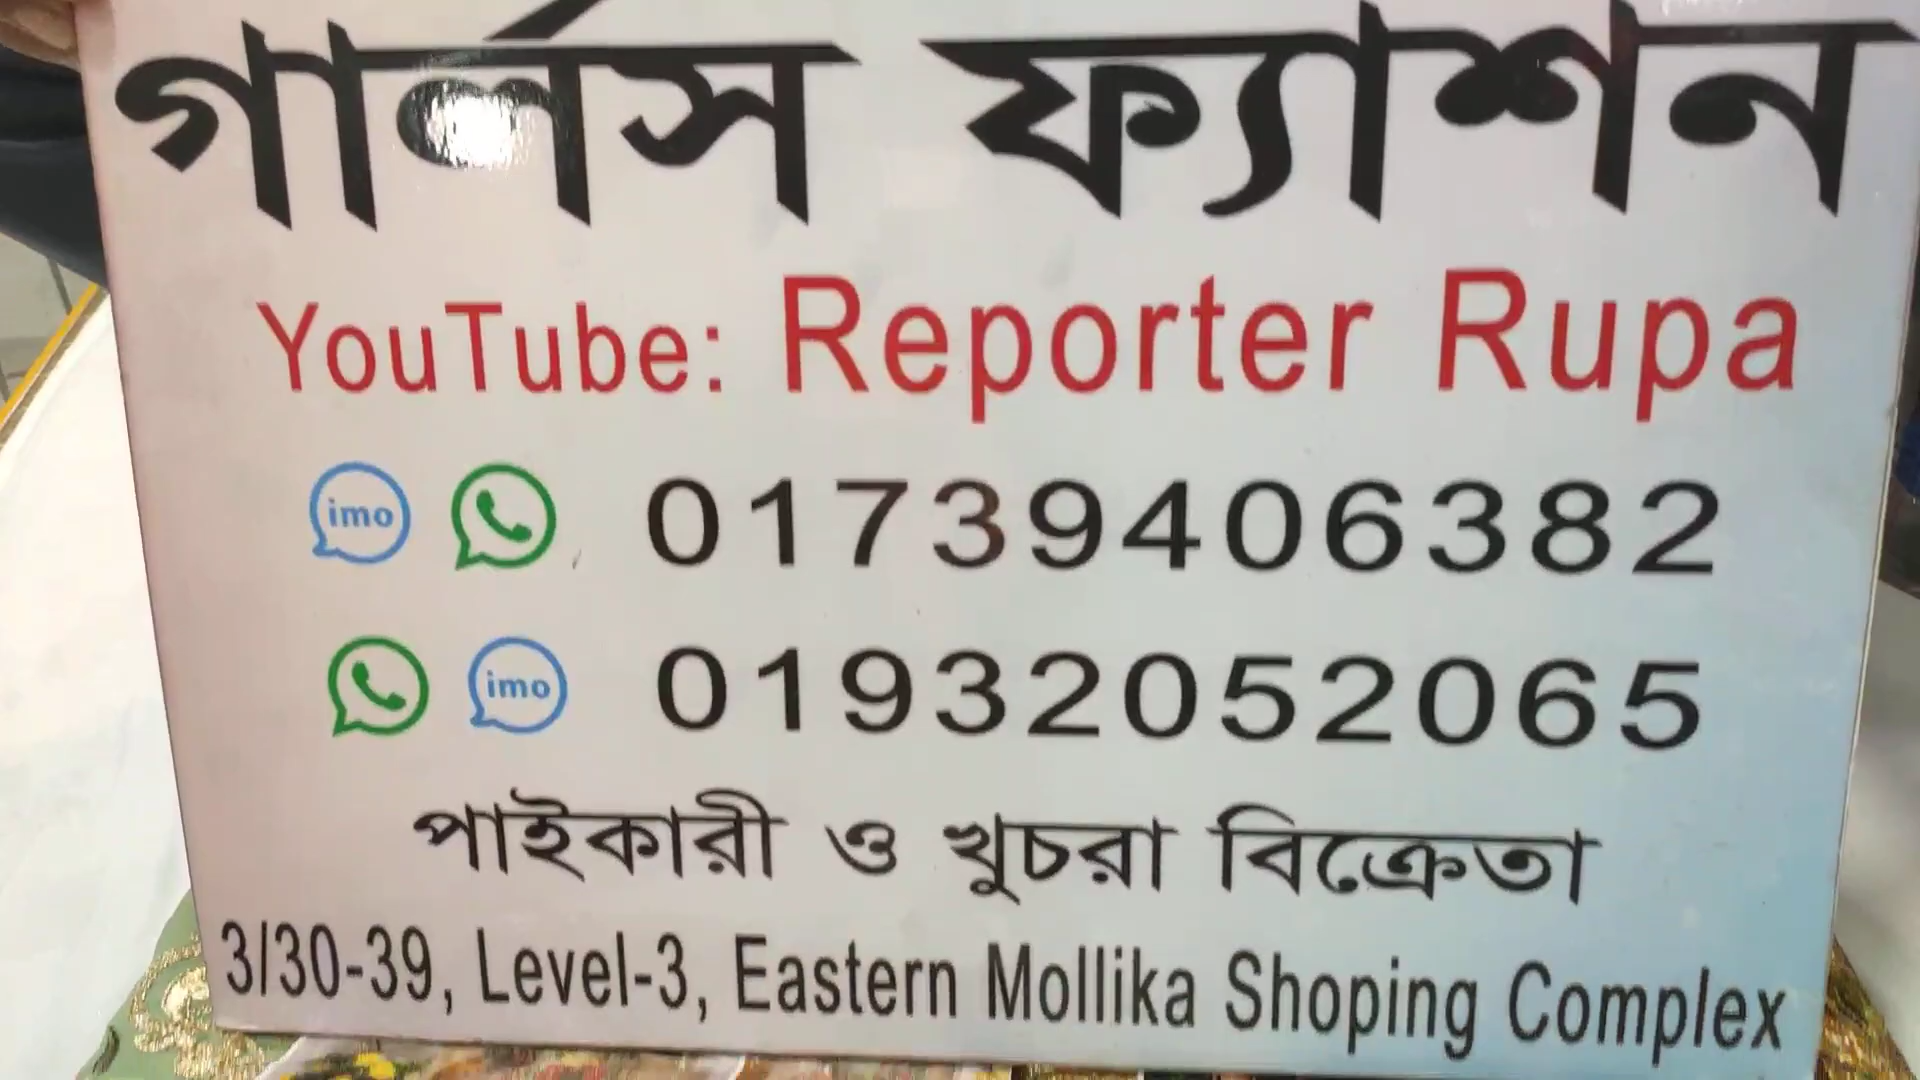 গার্লস ফ্যাশন
YouTube: Reporter Rupa
imo 01739406382
imo 01932052065
পাইকারী ও খুচরা বিক্রেতা
3/30-39, Level-3, Eastern Mollika Shoping Complex